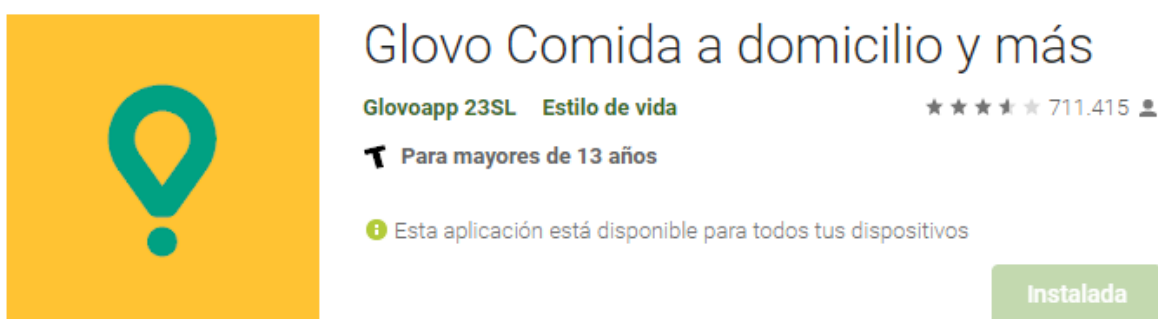 Glovo Comida a domicilio y más
Glovoapp 23SL Estilo de vida 711.415
T Para mayores de 13 años
Esta aplicación está disponible para todos tus dispositivos
Instalada